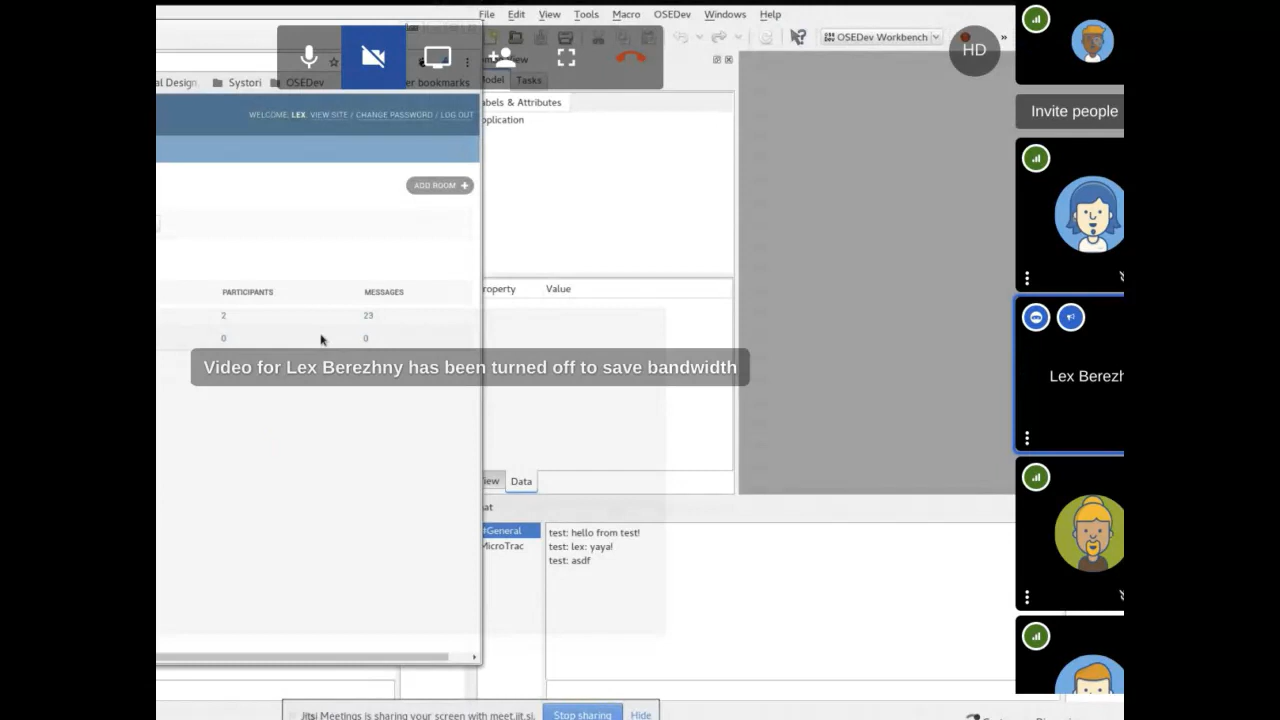 File Edit View Tools Macro OSEDev Windows Help
OSEDev Workbench
»
HD
al Design Systori OSEDev er bookmarks
odel Tasks
abels & Attributes
pplication
WELCOME, LEX. VIEW SITE / CHANGE PASSWORD / LOG OUT
Invite people
ADD ROOM +
PARTICIPANTS MESSAGES
2 23
0 0
roperty Value
Video for Lex Berezhny has been turned off to save bandwidth
Lex Berezh
iew Data
at
#General
MicroTrac
test: hello from test!
test: lex: yaya!
test: asdf
Jitsi Meetings is sharing your screen with meet.jit.si. Stop sharing Hide